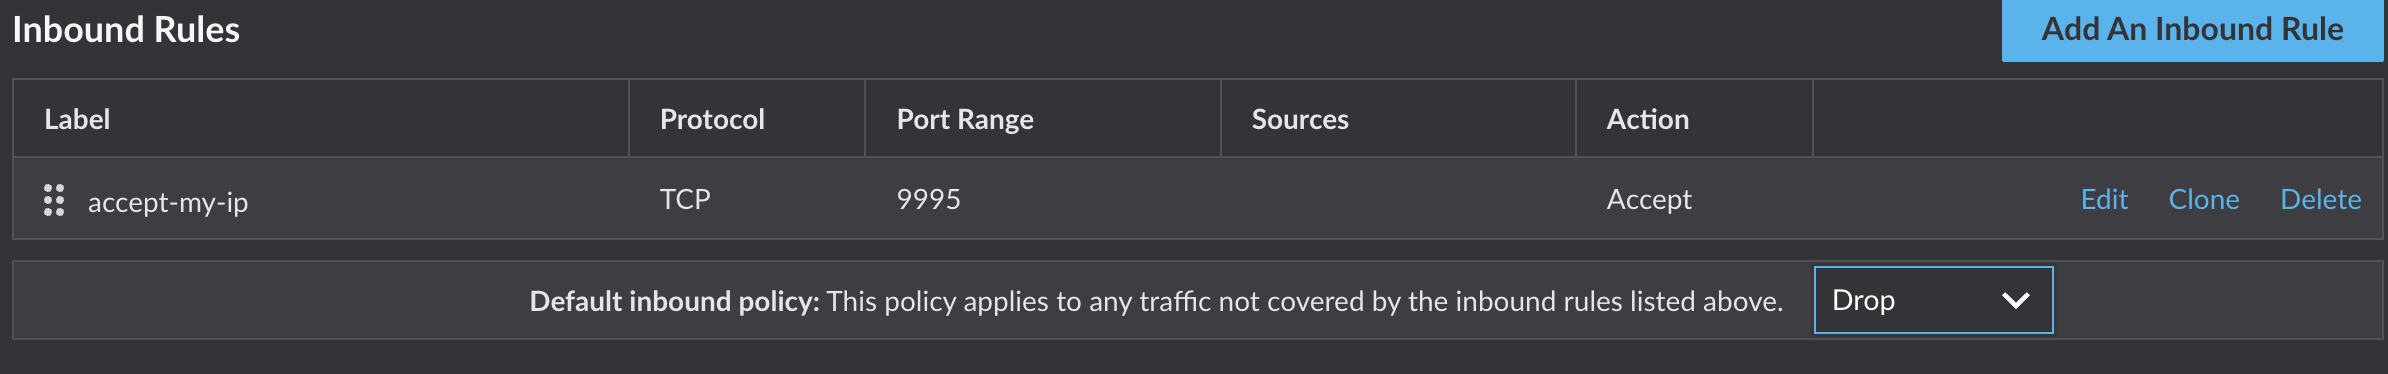 Inbound Rules
Add An Inbound Rule
Label Protocol Port Range Sources Action
accept-my-ip TCP 9995 Accept Edit Clone Delete
Default inbound policy: This policy applies to any traffic not covered by the inbound rules listed above. Drop